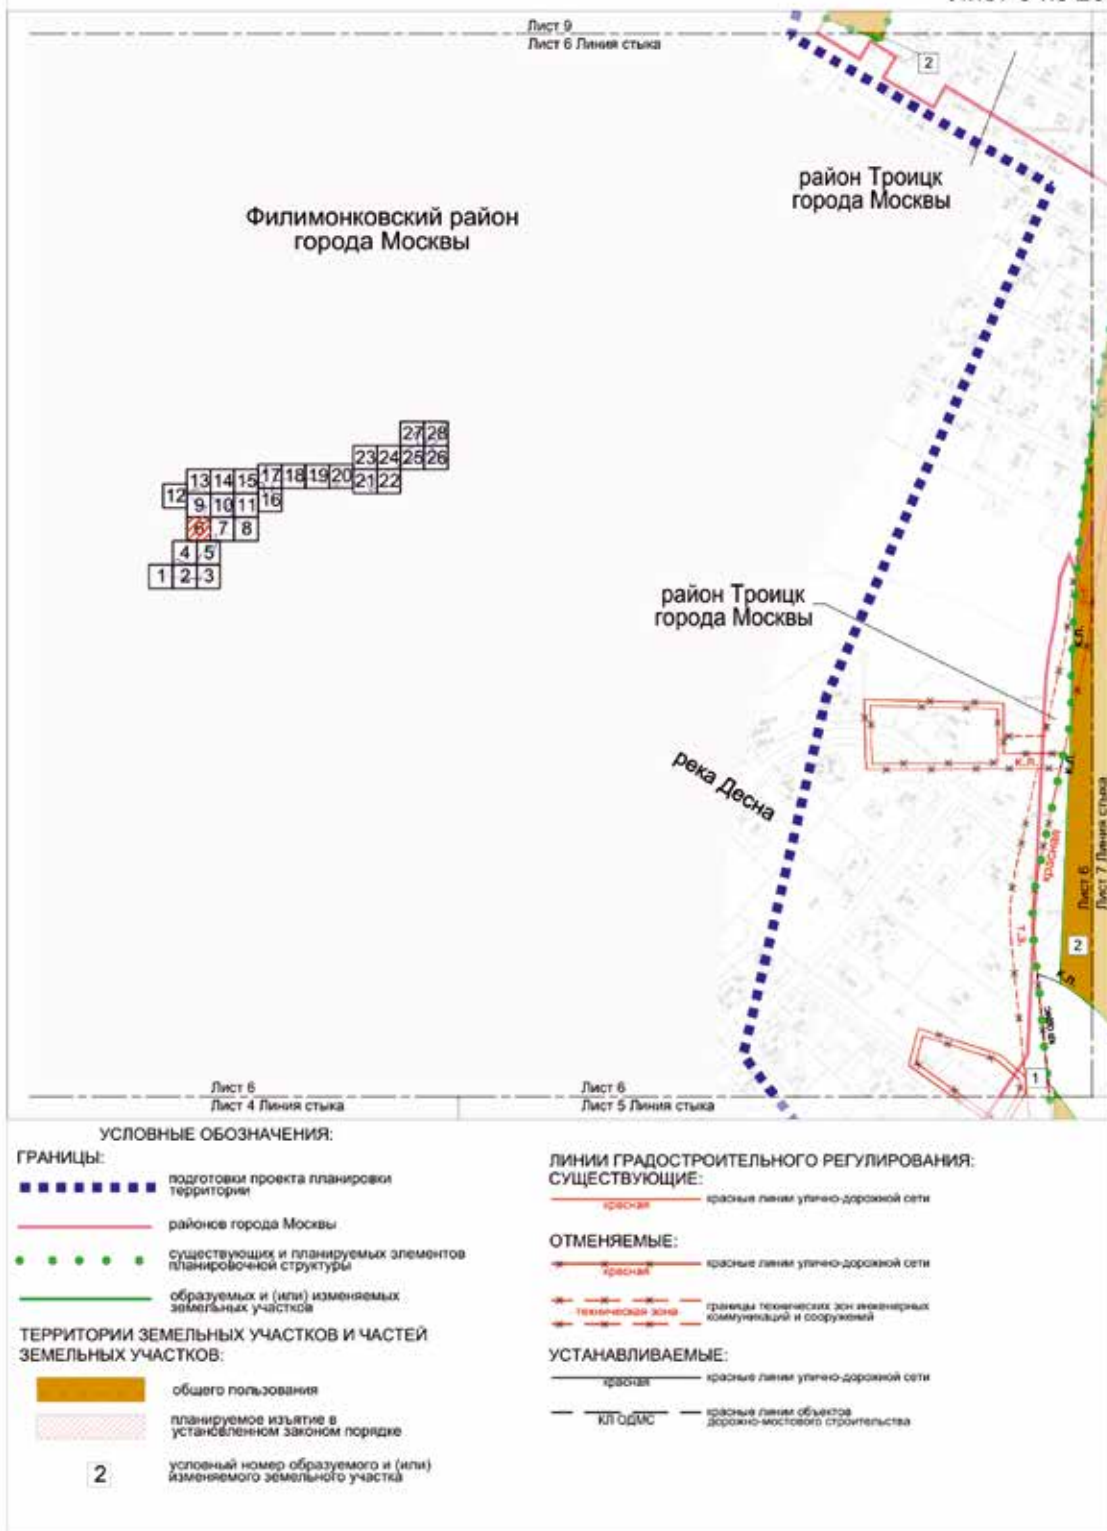 Лист 9
Лист 6 Линия стыка
2
район Троицк
города Москвы
Филимонковский район
города Москвы
27 28
23 24 25 26
13 14 15 17 18 19 20 21 22
12 9 10 11 16
6 7 8
4 5
1 2 3
район Троицк
города Москвы
к.л.
река Десна
к.л.
к.л.
красная
Лист 6
Лист 7 Линия стыка
т.з.
2
к.л.
кл ОДМС
1
Лист 6
Лист 4 Линия стыка
Лист 6
Лист 5 Линия стыка
УСЛОВНЫЕ ОБОЗНАЧЕНИЯ:
ГРАНИЦЫ:
подготовки проекта планировки
территории
районов города Москвы
существующих и планируемых элементов
планировочной структуры
образуемых и (или) изменяемых
земельных участков
ТЕРРИТОРИИ ЗЕМЕЛЬНЫХ УЧАСТКОВ И ЧАСТЕЙ
ЗЕМЕЛЬНЫХ УЧАСТКОВ:
общего пользования
планируемое изъятие в
установленном законом порядке
2
условный номер образуемого и (или)
изменяемого земельного участка
ЛИНИИ ГРАДОСТРОИТЕЛЬНОГО РЕГУЛИРОВАНИЯ:
СУЩЕСТВУЮЩИЕ:
красная
красные линии улично-дорожной сети
ОТМЕНЯЕМЫЕ:
красная
красные линии улично-дорожной сети
техническая зона
границы технических зон инженерных
коммуникаций и сооружений
УСТАНАВЛИВАЕМЫЕ:
красная
красные линии улично-дорожной сети
КЛ ОДМС
красные линии объектов
дорожно-мостового строительства